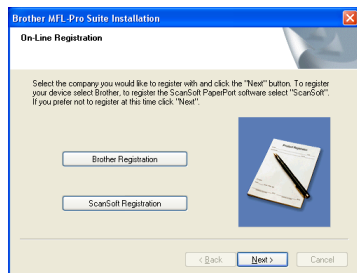 Brother MFL-Pro Suite Installation
On-Line Registration
Select the company you would like to register with and click the "Next" button. To register
your device select Brother, to register the ScanSoft PaperPort software select "ScanSoft".
If you prefer not to register at this time click "Next".
Brother Registration
ScanSoft Registration
< Back
Next >
Cancel